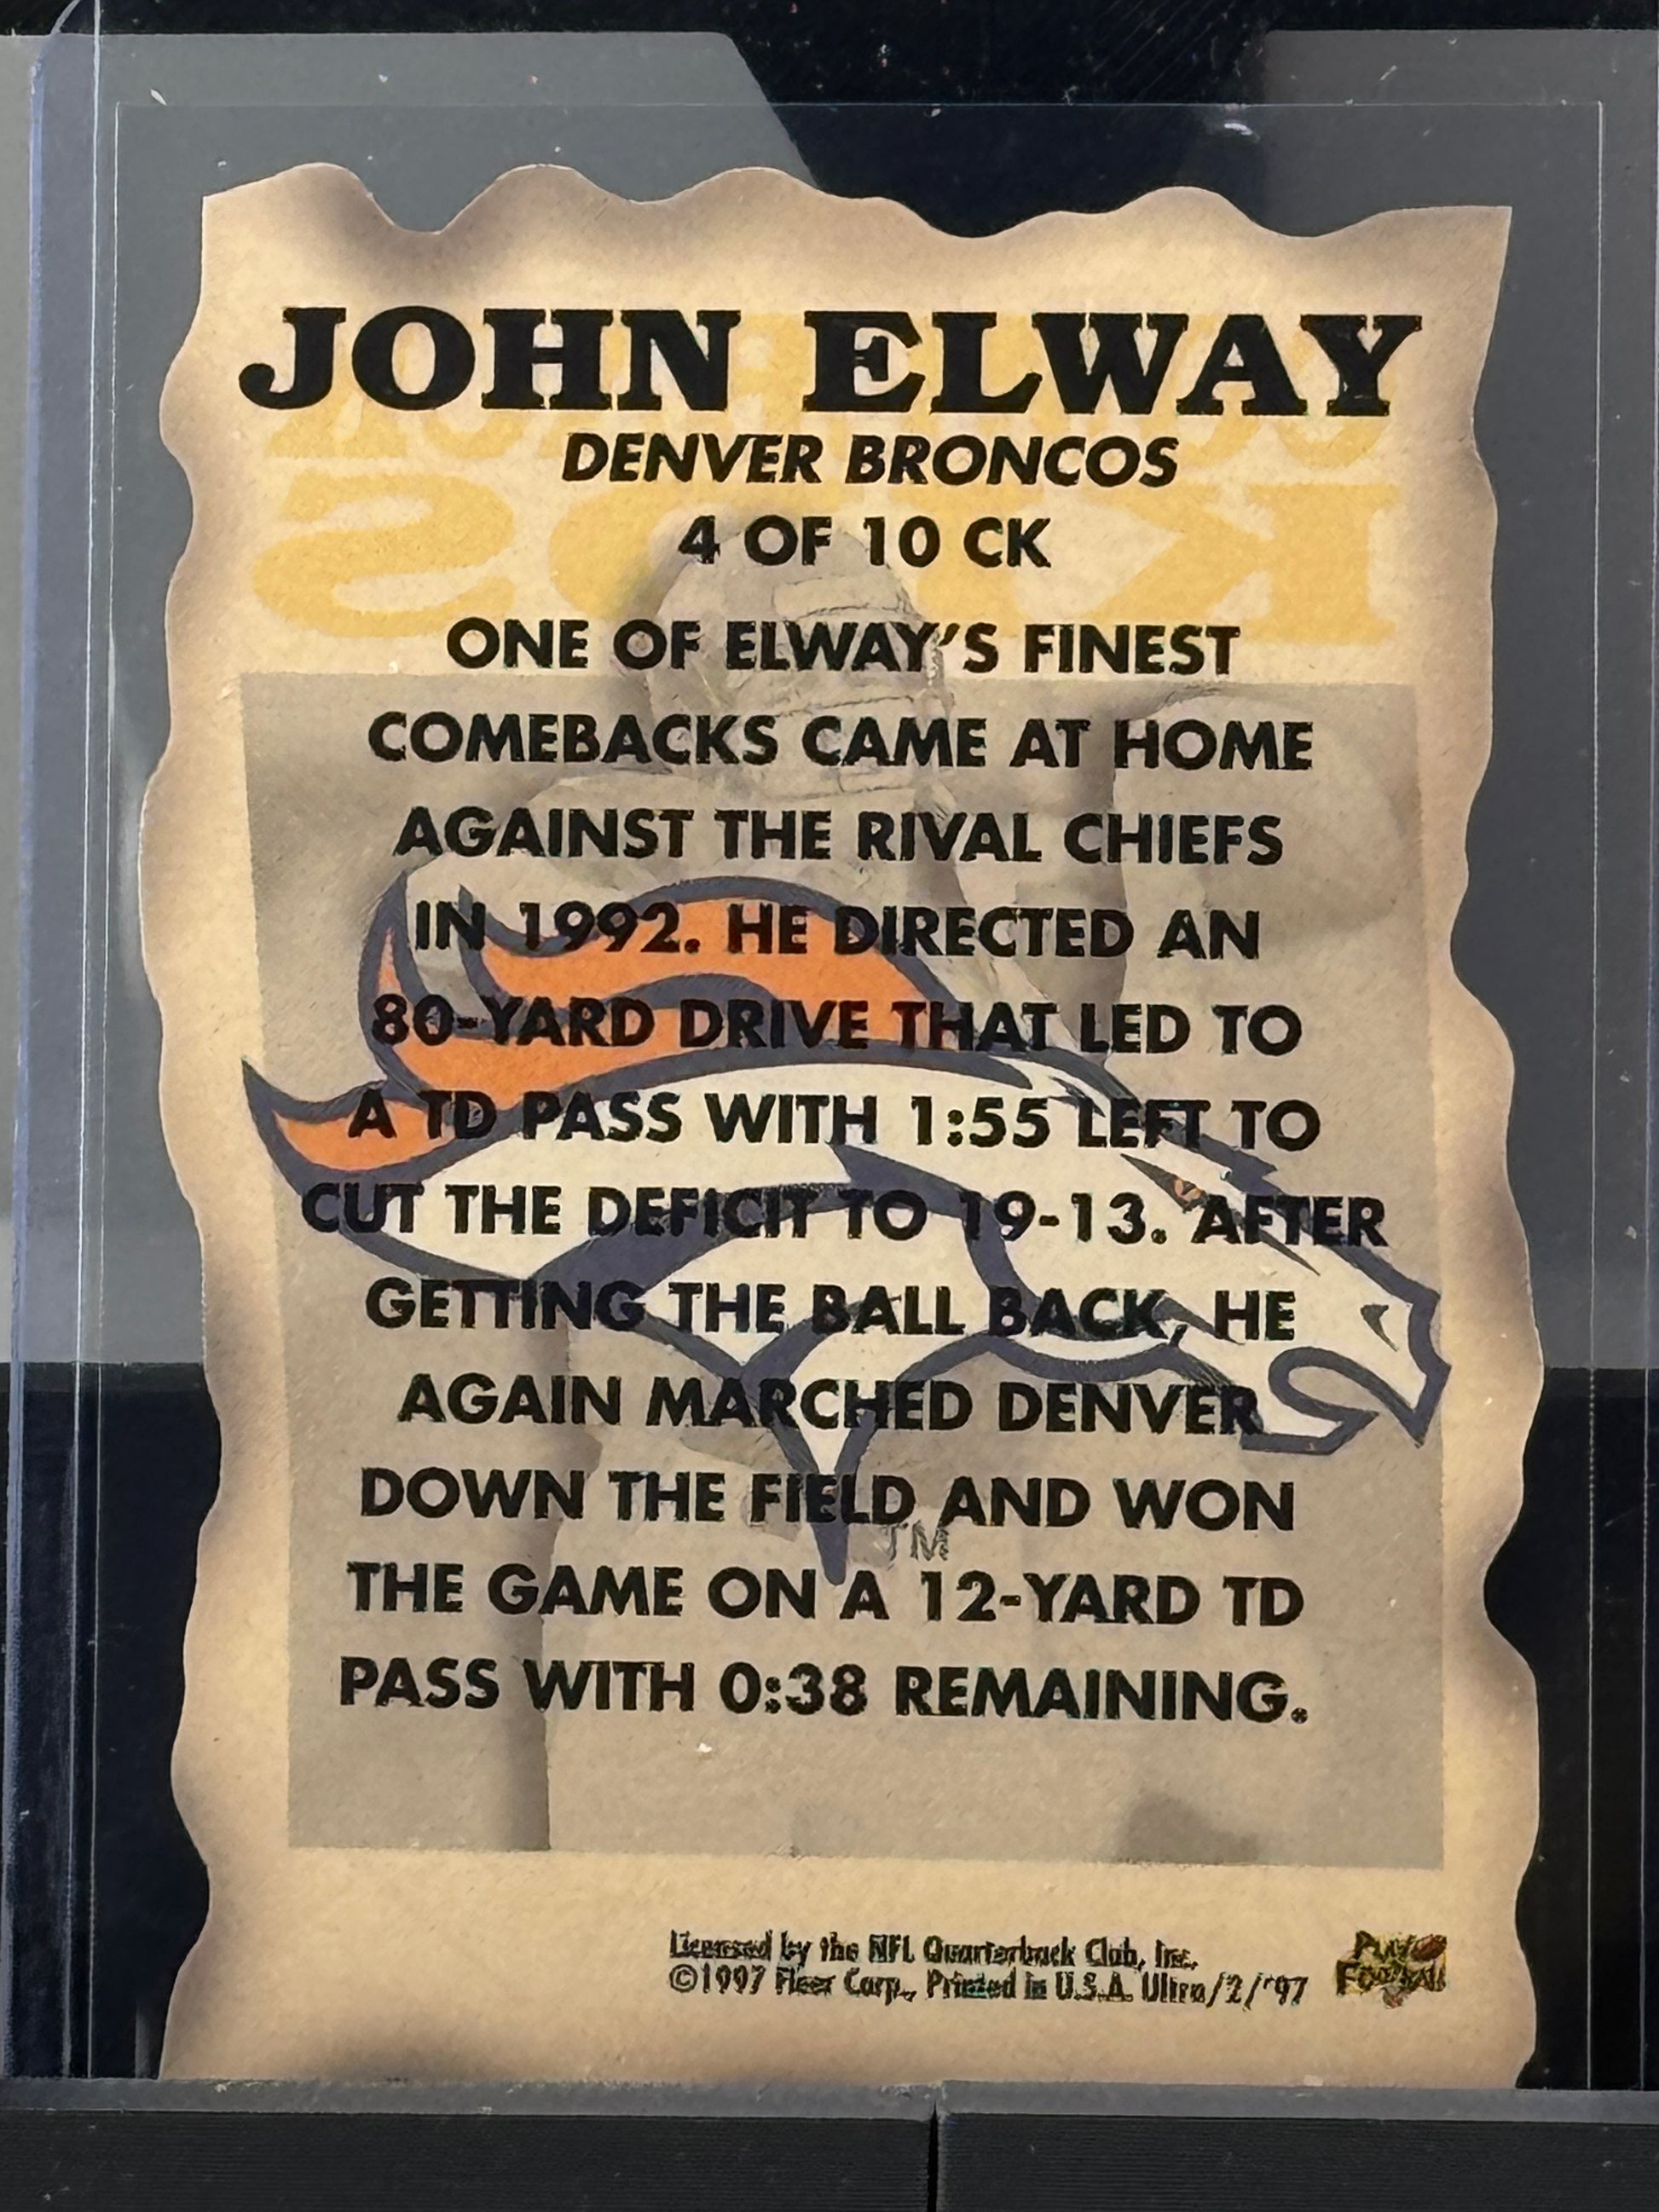 JOHN ELWAY
DENVER BRONCOS
4 OF 10 CK
ONE OF ELWAY'S FINEST
COMEBACKS CAME AT HOME
AGAINST THE RIVAL CHIEFS
IN 1992. HE DIRECTED AN
80-YARD DRIVE THAT LED TO
A TD PASS WITH 1:55 LEFT TO
CUT THE DEFICIT TO 19-13. AFTER
GETTING THE BALL BACK, HE
AGAIN MARCHED DENVER
DOWN THE FIELD AND WON
TM
THE GAME ON A 12-YARD TD
PASS WITH 0:38 REMAINING.
Licensed by the NFL Quarterback Club, Inc.
©1997 Fleer Corp., Printed in U.S.A. Ultra/2/'97
PLAY
FOOTBALL